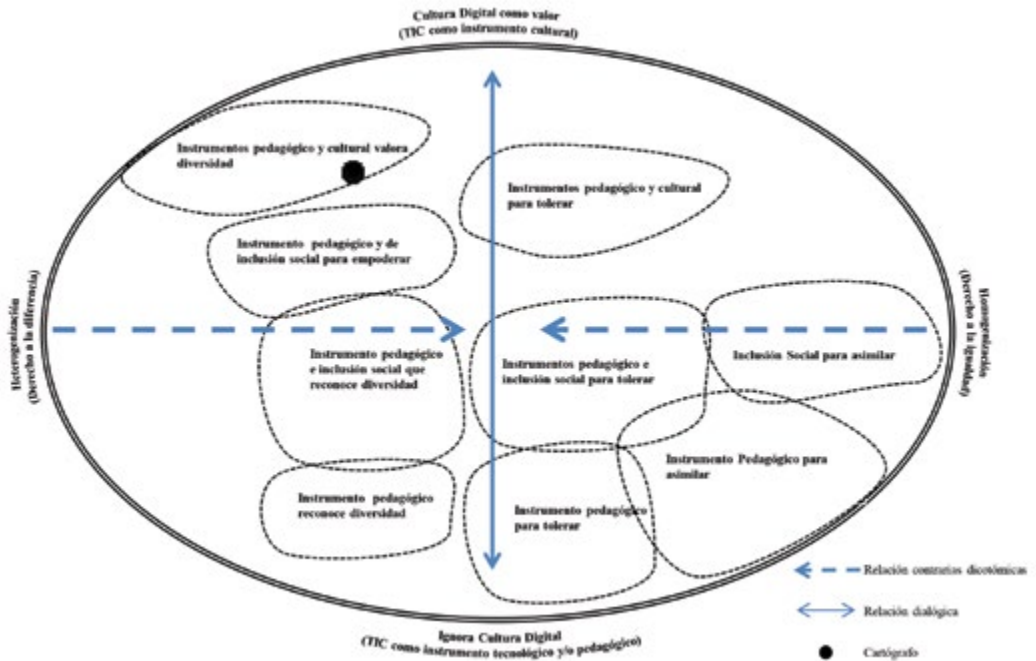 Cultura Digital como valor
(TIC como instrumento cultural)
Instrumentos pedagógico y cultural valora
diversidad
Instrumentos pedagógico y cultural
para tolerar
Instrumento pedagógico y de
inclusión social para empoderar
Heterogenización
(Derecho a la diferencia)
Homogenización
(Derecho a la igualdad)
Instrumento pedagógico
e inclusión social que
reconoce diversidad
Instrumentos pedagógico e
inclusión social para tolerar
Inclusión Social para asimilar
Instrumento Pedagógico para
asimilar
Instrumento pedagógico
reconoce diversidad
Instrumento pedagógico
para tolerar
Relación contrarias dicotómicas
Relación dialógica
Cartógrafo
Ignora Cultura Digital
(TIC como instrumento tecnológico y/o pedagógico)